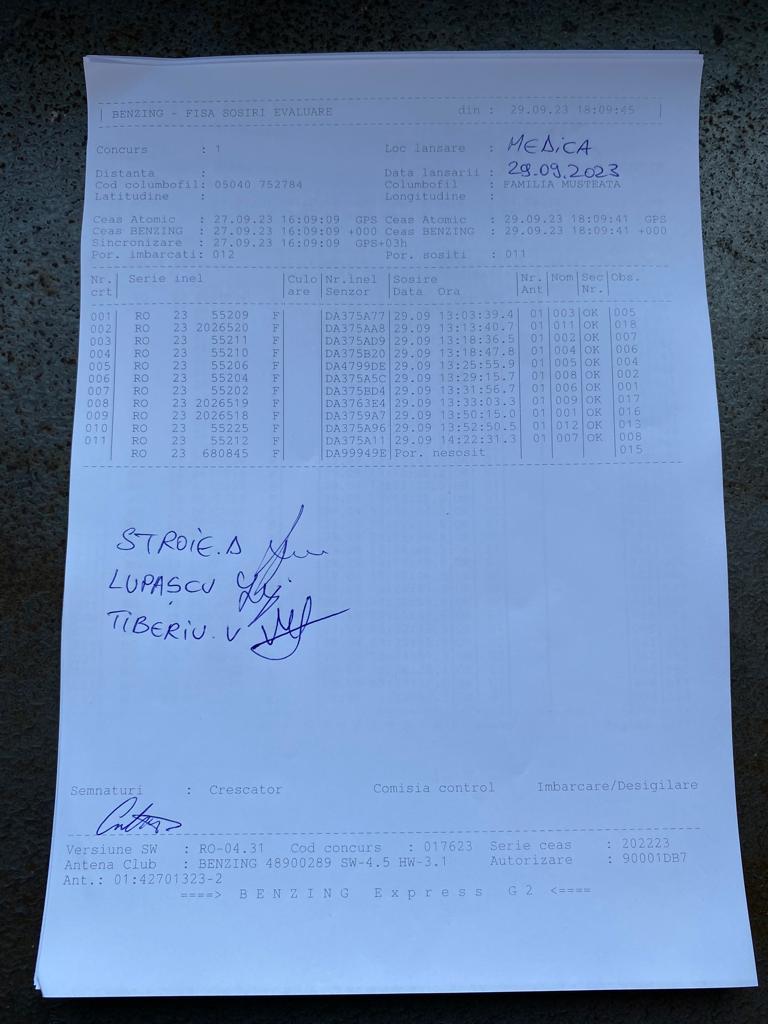 BENZING - FISA SOSIRI EVALUARE din : 29.09.23 18:09:45
Concurs : 1 Loc lansare : MEDICA
Distanta : Data lansarii : 29.09.2023
Cod columbofil: 05040 752784 Columbofil : FAMILIA MUSTEATA
Latitudine : Longitudine :
Ceas Atomic : 27.09.23 16:09:09 GPS Ceas Atomic : 29.09.23 18:09:41 GPS
Ceas BENZING : 27.09.23 16:09:09 +000 Ceas BENZING : 29.09.23 18:09:41 +000
Sincronizare : 27.09.23 16:09:09 GPS+03h
Por. imbarcati: 012 Por. sositi : 011
Nr. Serie inel Culo Nr.inel Sosire Nr. Nom Sec Obs.
crt are Senzor Data Ora Ant Nr.
001 RO 23 55209 F DA375A77 29.09 13:03:39.4 01 003 OK 005
002 RO 23 2026520 F DA375AA8 29.09 13:13:40.7 01 011 OK 018
003 RO 23 55211 F DA375AD9 29.09 13:18:36.5 01 002 OK 007
004 RO 23 55210 F DA375B20 29.09 13:18:47.8 01 004 OK 006
005 RO 23 55206 F DA4799DE 29.09 13:25:55.9 01 005 OK 004
006 RO 23 55204 F DA375A5C 29.09 13:29:15.7 01 008 OK 002
007 RO 23 55202 F DA375BD4 29.09 13:31:56.7 01 006 OK 001
008 RO 23 2026519 F DA3763E4 29.09 13:33:03.3 01 009 OK 017
009 RO 23 2026518 F DA3759A7 29.09 13:50:15.0 01 001 OK 016
010 RO 23 55225 F DA375A96 29.09 13:52:50.5 01 012 OK 013
011 RO 23 55212 F DA375A11 29.09 14:22:31.3 01 007 OK 008
RO 23 680845 F DA99949E Por. nesosit 015
STROIE.D
LUPAȘCU
TIBERIU.V
Semnaturi : Crescator Comisia control Imbarcare/Desigilare
Versiune SW : RO-04.31 Cod concurs : 017623 Serie ceas : 202223
Antena Club : BENZING 48900289 SW-4.5 HW-3.1 Autorizare : 90001DB7
Ant.: 01:42701323-2
====> BENZING Express G2 <====